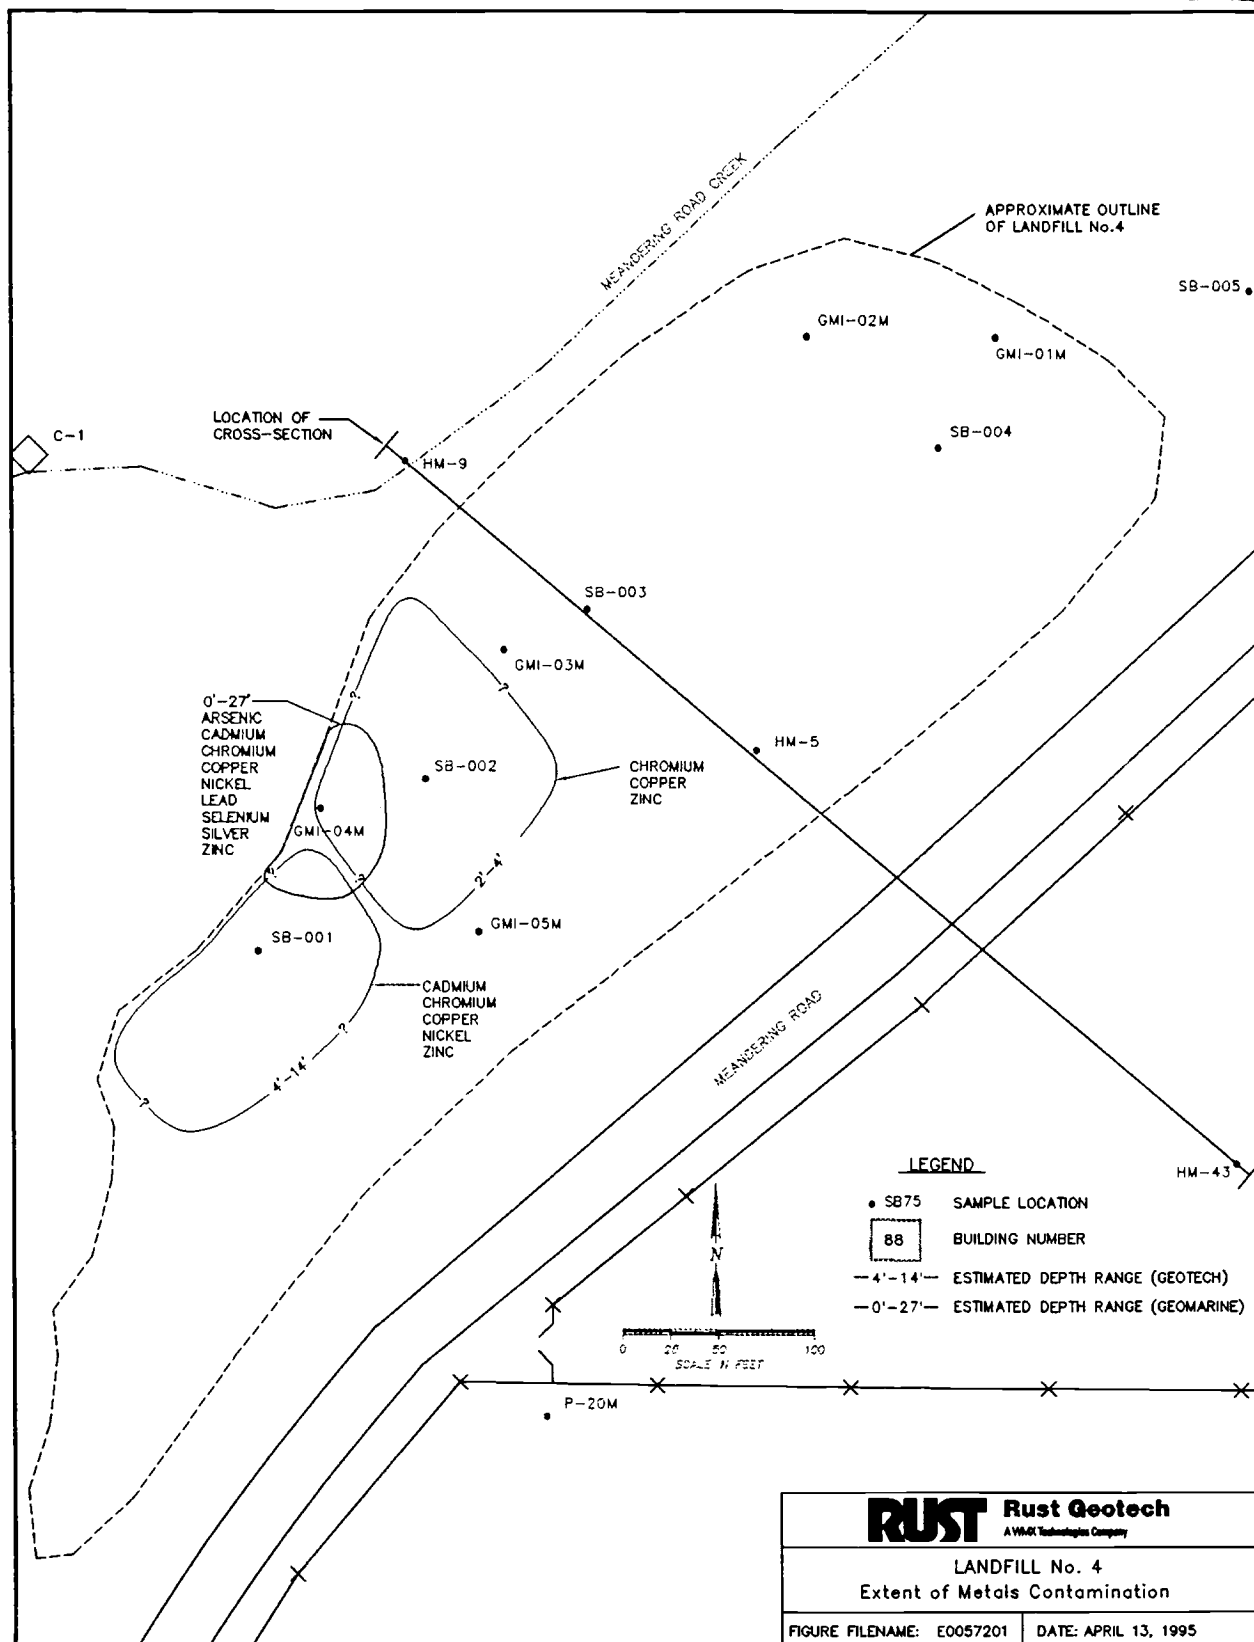 MEANDERING ROAD CREEK
APPROXIMATE OUTLINE
OF LANDFILL No.4
SB-005
GMI-02M
GMI-01M
LOCATION OF
CROSS-SECTION
C-1
HM-9
SB-004
SB-003
GMI-03M
?
?
0'-27'
ARSENIC
CADMIUM
CHROMIUM
COPPER
NICKEL
LEAD
SELENIUM
SILVER
ZINC
SB-002
HM-5
CHROMIUM
COPPER
ZINC
GMI-04M
?
?
2'-4'
SB-001
GMI-05M
CADMIUM
CHROMIUM
COPPER
NICKEL
ZINC
?
4'-14'
?
MEANDERING ROAD
HM-43
LEGEND
SB75 SAMPLE LOCATION
88 BUILDING NUMBER
4'-14' ESTIMATED DEPTH RANGE (GEOTECH)
0'-27' ESTIMATED DEPTH RANGE (GEOMARINE)
N
0 50 100
SCALE IN FEET
P-20M
RUST Rust Geotech
A WMX Technologies Company
LANDFILL No. 4
Extent of Metals Contamination
FIGURE FILENAME: E0057201 DATE: APRIL 13, 1995